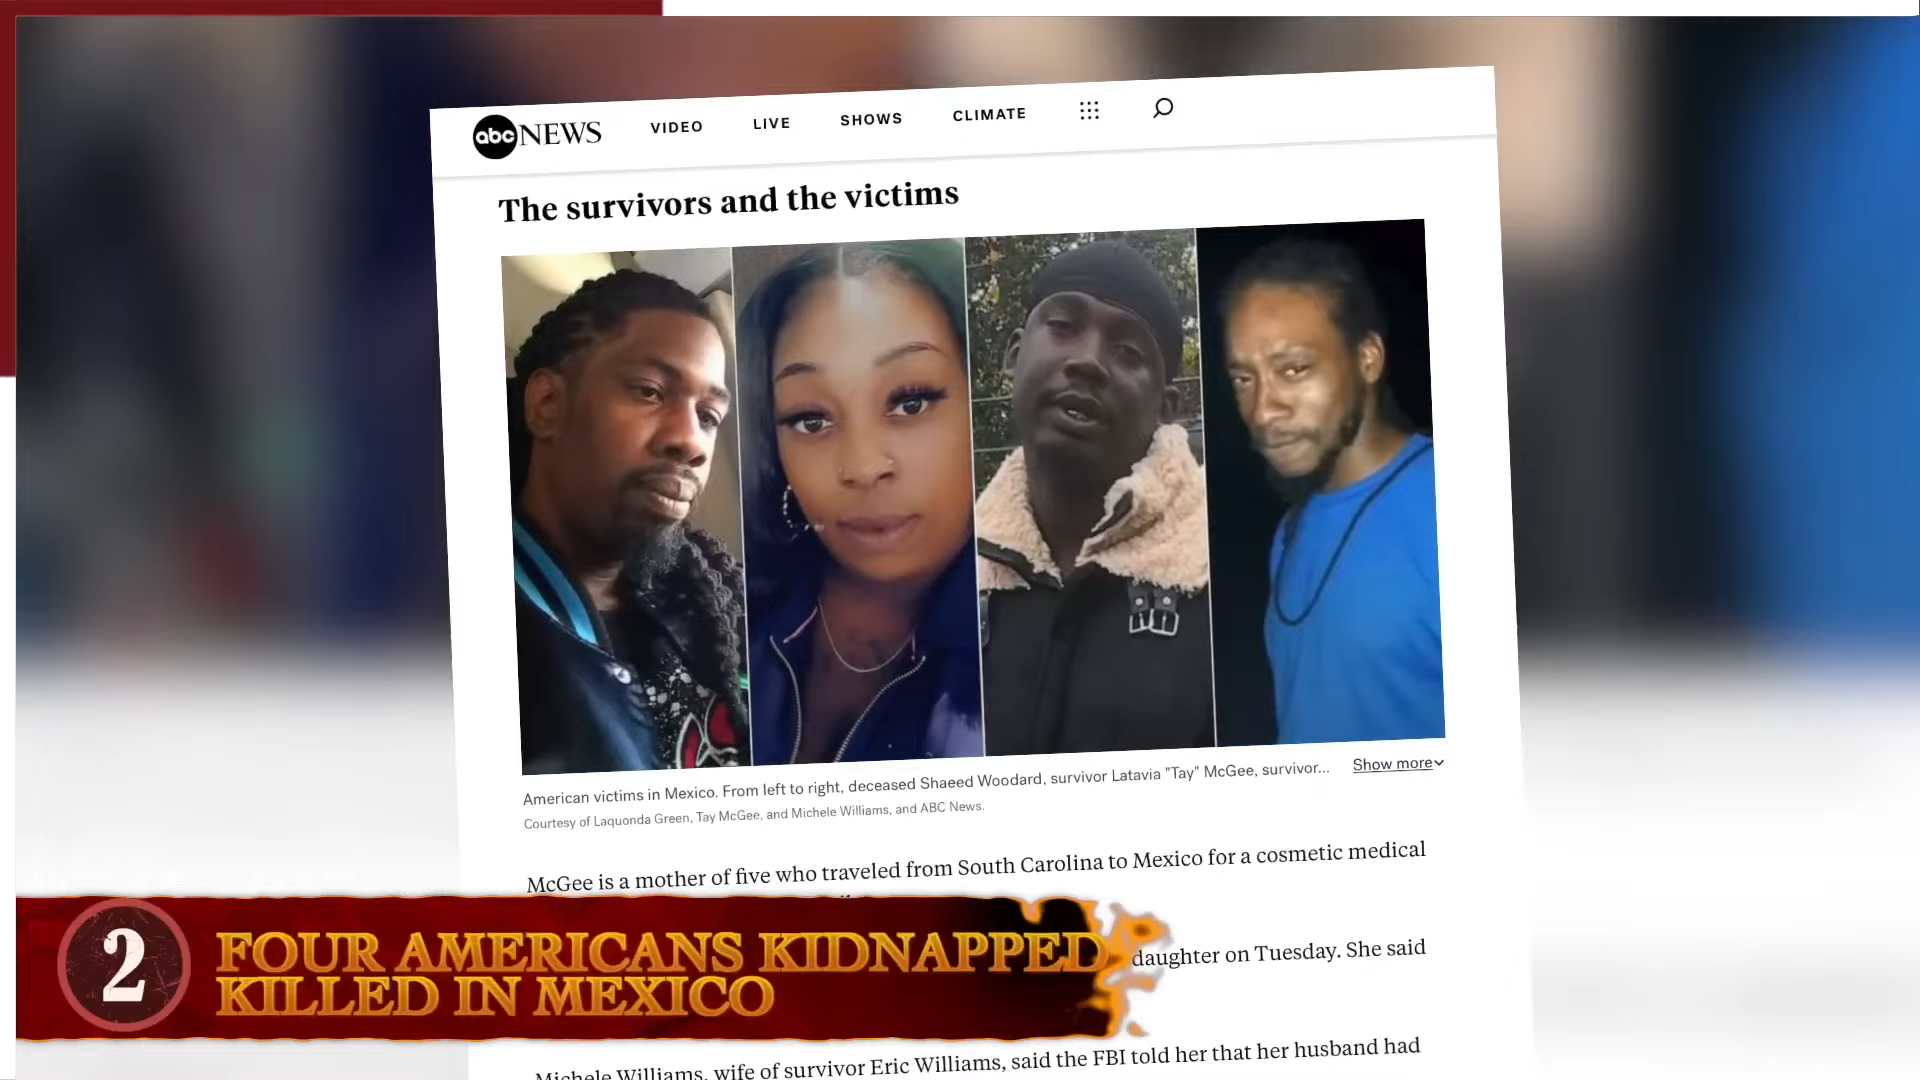 abc NEWS VIDEO LIVE SHOWS CLIMATE
The survivors and the victims
American victims in Mexico. From left to right, deceased Shaeed Woodard, survivor Latavia "Tay" McGee, survivor... Show more
Courtesy of Laquonda Green, Tay McGee, and Michele Williams, and ABC News.
McGee is a mother of five who traveled from South Carolina to Mexico for a cosmetic medical
daughter on Tuesday. She said
2
FOUR AMERICANS KIDNAPPED
KILLED IN MEXICO
Michele Williams, wife of survivor Eric Williams, said the FBI told her that her husband had